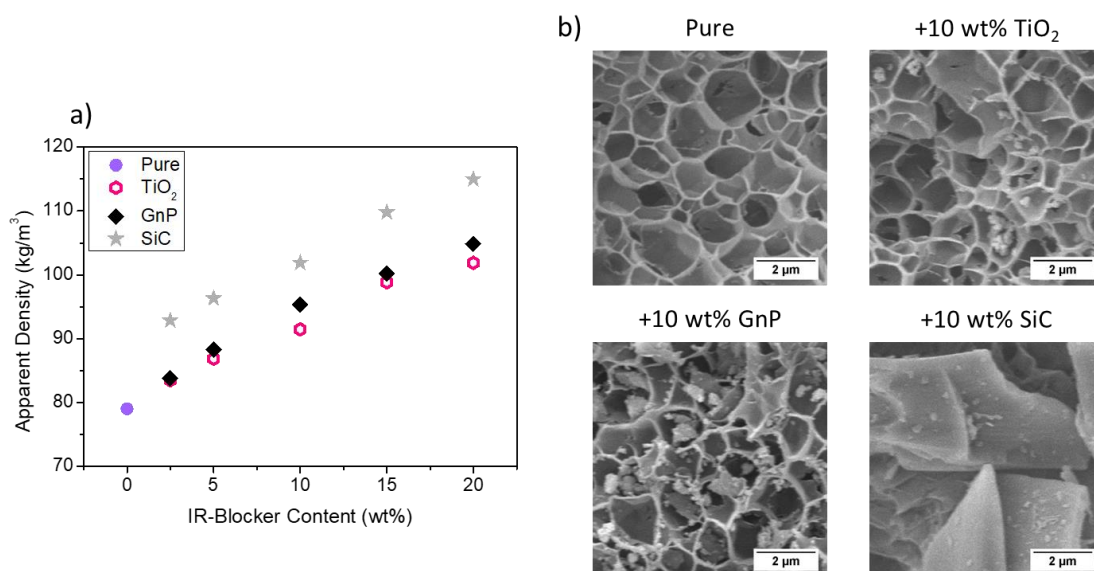 a)
Apparent Density (kg/m³)
120
110
100
90
80
70
Pure
TiO₂
GnP
SiC
0 5 10 15 20
IR-Blocker Content (wt%)
b)
Pure
+10 wt% TiO₂
2 µm
2 µm
+10 wt% GnP
+10 wt% SiC
2 µm
2 µm